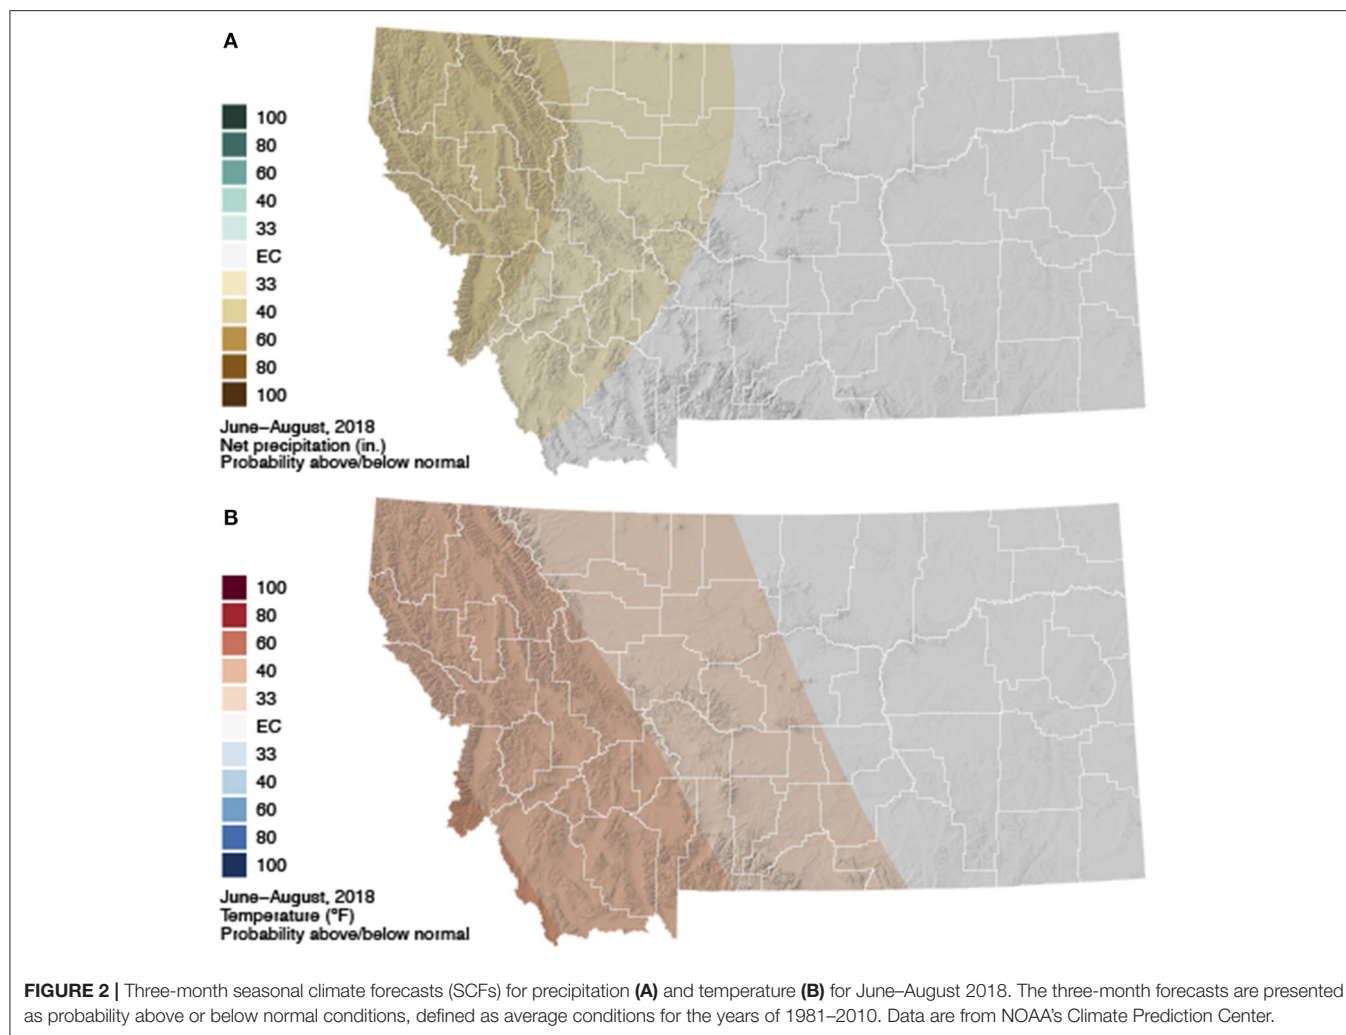 A
100
80
60
40
33
EC
33
40
60
80
100
June–August, 2018
Net precipitation (in.)
Probability above/below normal
B
100
80
60
40
33
EC
33
40
60
80
100
June–August, 2018
Temperature (°F)
Probability above/below normal
FIGURE 2 | Three-month seasonal climate forecasts (SCFs) for precipitation (A) and temperature (B) for June–August 2018. The three-month forecasts are presented
as probability above or below normal conditions, defined as average conditions for the years of 1981–2010. Data are from NOAA's Climate Prediction Center.